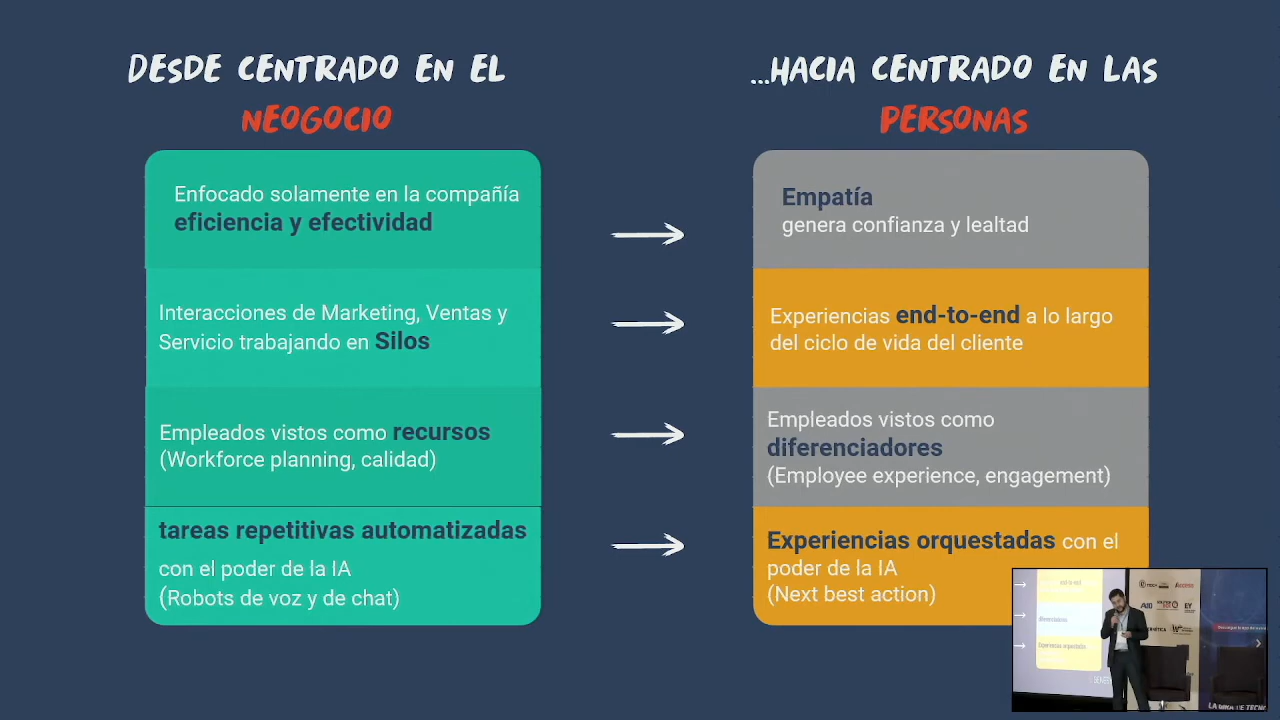 DESDE CENTRADO EN EL
NEOGOCIO
...HACIA CENTRADO EN LAS
PERSONAS
Enfocado solamente en la compañía
eficiencia y efectividad
Empatía
genera confianza y lealtad
Interacciones de Marketing, Ventas y
Servicio trabajando en Silos
Experiencias end-to-end a lo largo
del ciclo de vida del cliente
Empleados vistos como recursos
(Workforce planning, calidad)
Empleados vistos como
diferenciadores
(Employee experience, engagement)
tareas repetitivas automatizadas
con el poder de la IA
(Robots de voz y de chat)
Experiencias orquestadas con el
poder de la IA
(Next best action)
EY